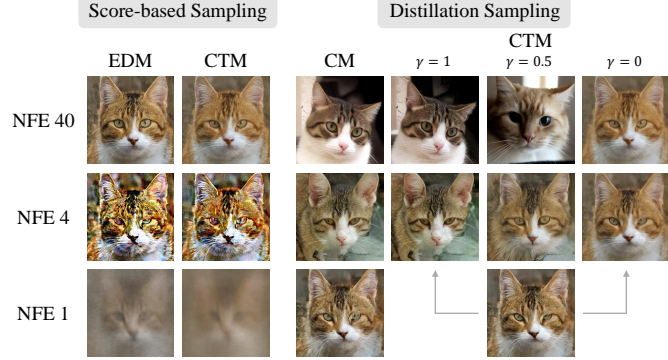 Score-based Sampling Distillation Sampling
CTM
EDM CTM CM γ = 1 γ = 0.5 γ = 0
NFE 40
NFE 4
NFE 1